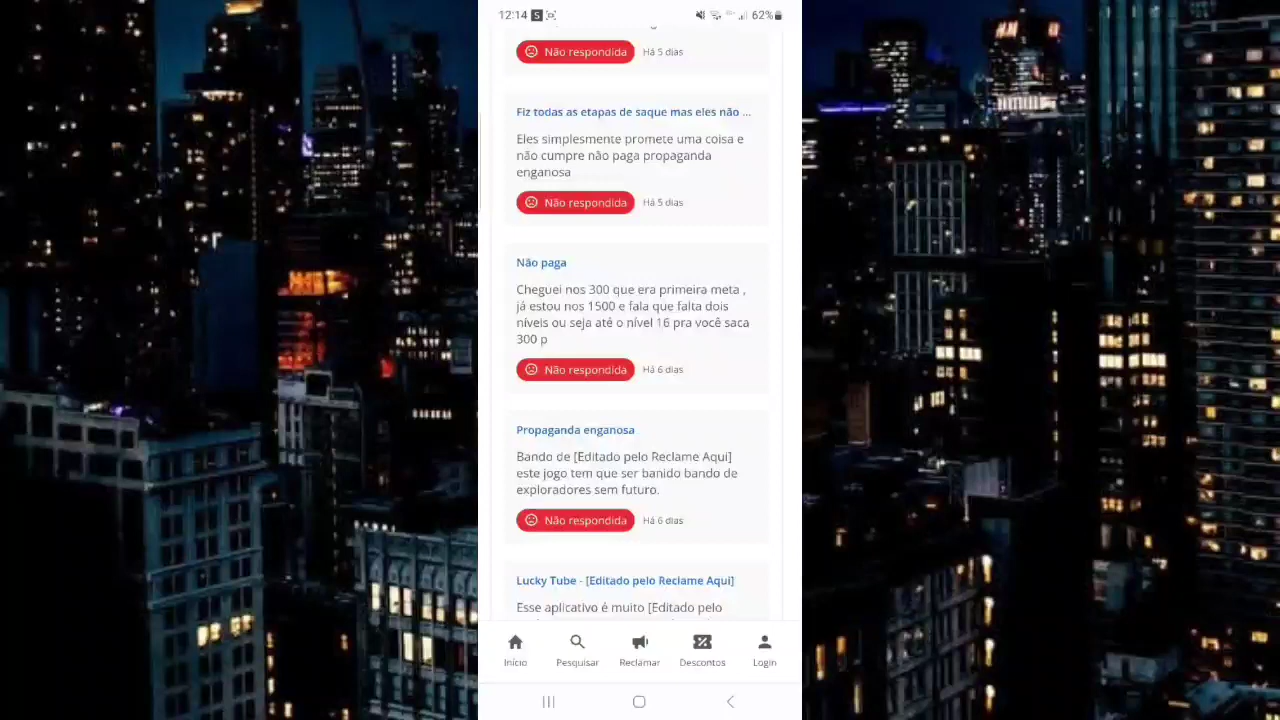 12:14
62%
Não respondida Há 5 dias
Fiz todas as etapas de saque mas eles não ...
Eles simplesmente promete uma coisa e
não cumpre não paga propaganda
enganosa
Não respondida Há 5 dias
Não paga
Cheguei nos 300 que era primeira meta ,
já estou nos 1500 e fala que falta dois
níveis ou seja até o nível 16 pra você saca
300 p
Não respondida Há 6 dias
Propaganda enganosa
Bando de [Editado pelo Reclame Aqui]
este jogo tem que ser banido bando de
exploradores sem futuro.
Não respondida Há 6 dias
Lucky Tube - [Editado pelo Reclame Aqui]
Esse aplicativo é muito [Editado pelo
Início Pesquisar Reclamar Descontos Login